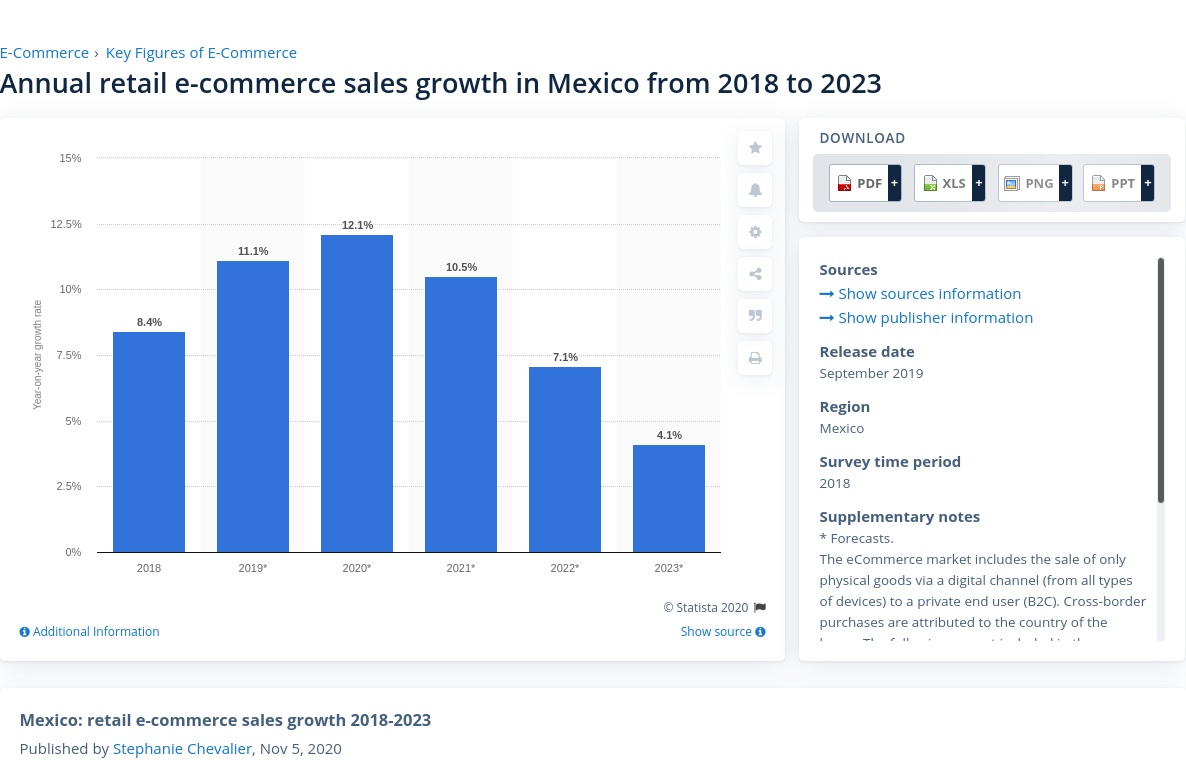 E-Commerce › Key Figures of E-Commerce
Annual retail e-commerce sales growth in Mexico from 2018 to 2023
15%
12.5%
10%
7.5%
5%
2.5%
0%
Year-on-year growth rate
8.4%
11.1%
12.1%
10.5%
7.1%
4.1%
2018
2019*
2020*
2021*
2022*
2023*
© Statista 2020
Additional Information
Show source
DOWNLOAD
PDF +
XLS +
PNG +
PPT +
Sources
Show sources information
Show publisher information
Release date
September 2019
Region
Mexico
Survey time period
2018
Supplementary notes
* Forecasts.
The eCommerce market includes the sale of only
physical goods via a digital channel (from all types
of devices) to a private end user (B2C). Cross-border
purchases are attributed to the country of the
Mexico: retail e-commerce sales growth 2018-2023
Published by Stephanie Chevalier, Nov 5, 2020